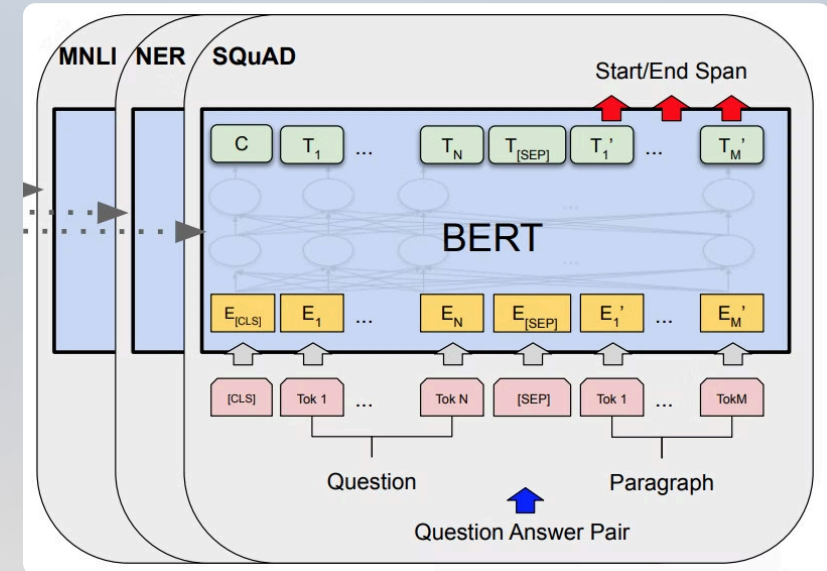 MNLI NER SQuAD
Start/End Span
C T1 ... TN T[SEP] T1' ... TM'
...
BERT
...
E[CLS] E1 ... EN E[SEP] E1' ... EM'
[CLS] Tok 1 ... Tok N [SEP] Tok 1 ... TokM
Question Paragraph
Question Answer Pair